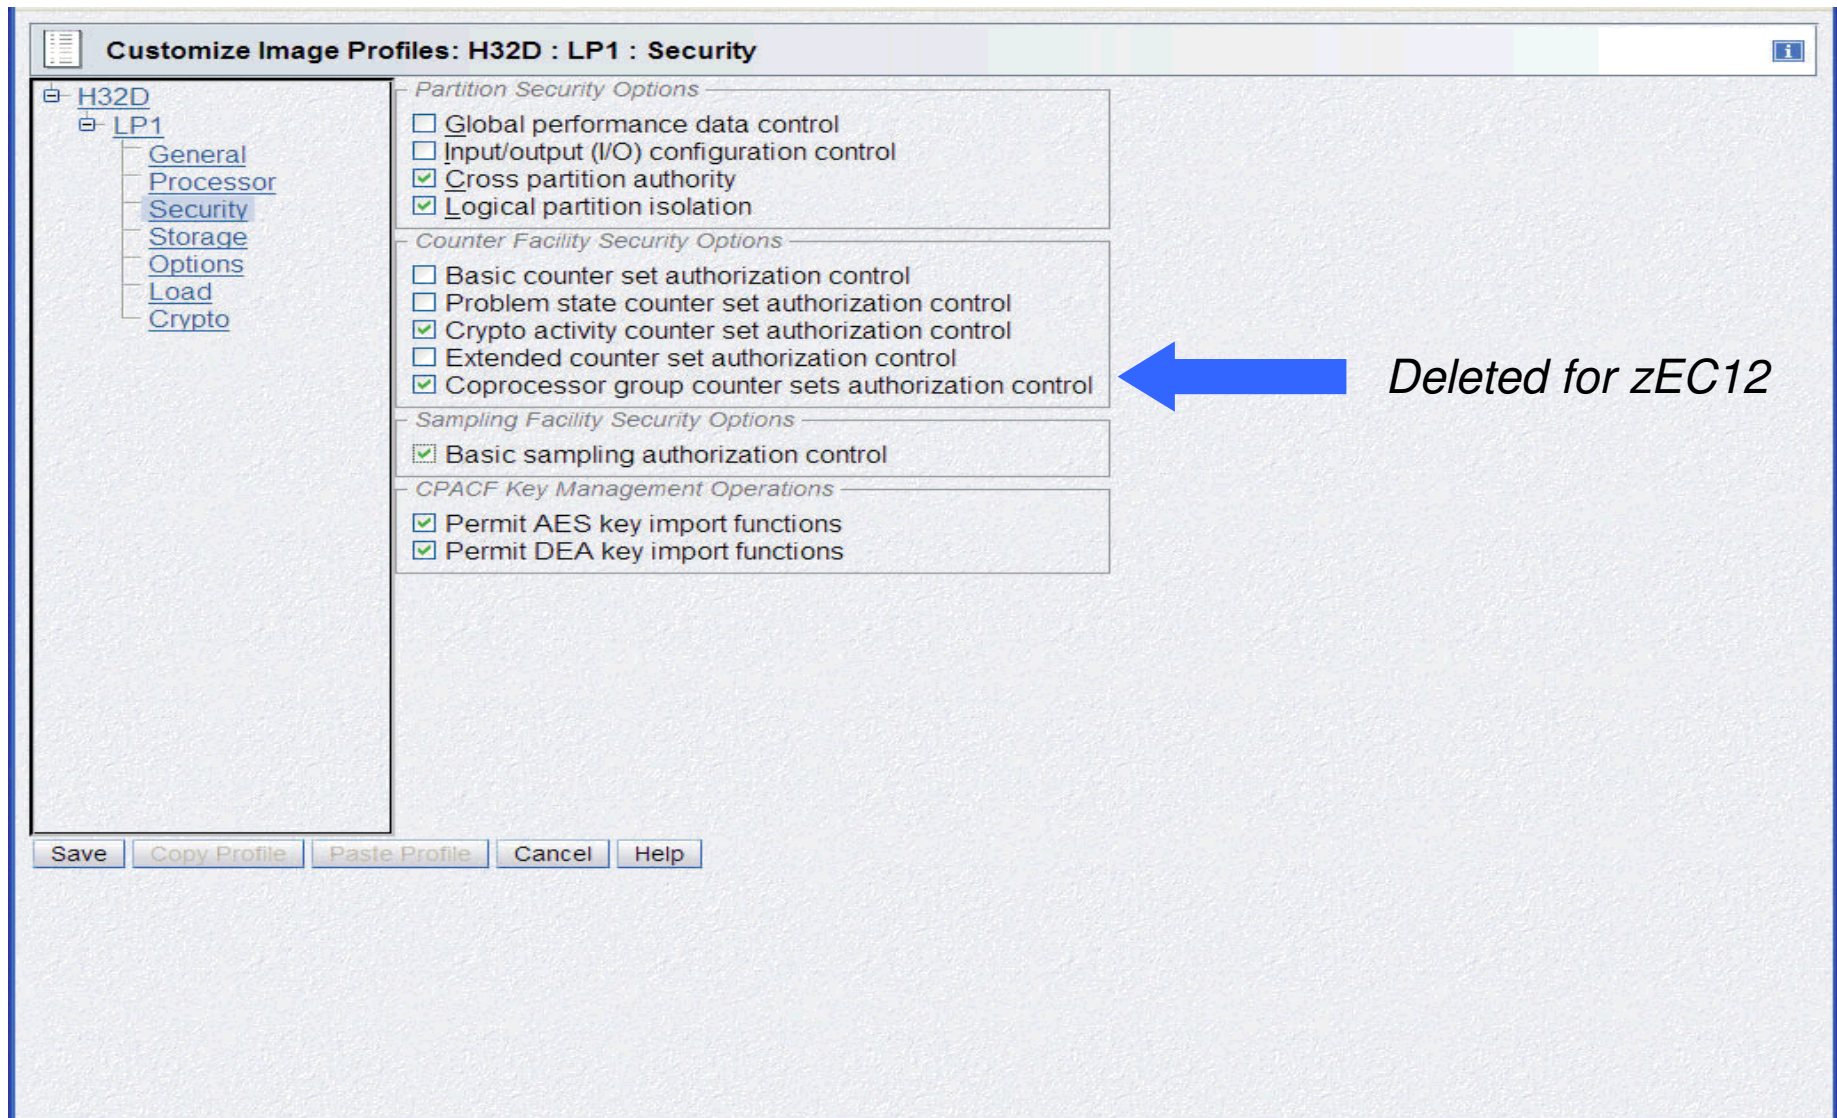 Customize Image Profiles: H32D : LP1 : Security
i
H32D
LP1
General
Processor
Security
Storage
Options
Load
Crypto
Partition Security Options
Global performance data control
Input/output (I/O) configuration control
Cross partition authority
Logical partition isolation
Counter Facility Security Options
Basic counter set authorization control
Problem state counter set authorization control
Crypto activity counter set authorization control
Extended counter set authorization control
Coprocessor group counter sets authorization control
Deleted for zEC12
Sampling Facility Security Options
Basic sampling authorization control
CPACF Key Management Operations
Permit AES key import functions
Permit DEA key import functions
Save Copy Profile Paste Profile Cancel Help